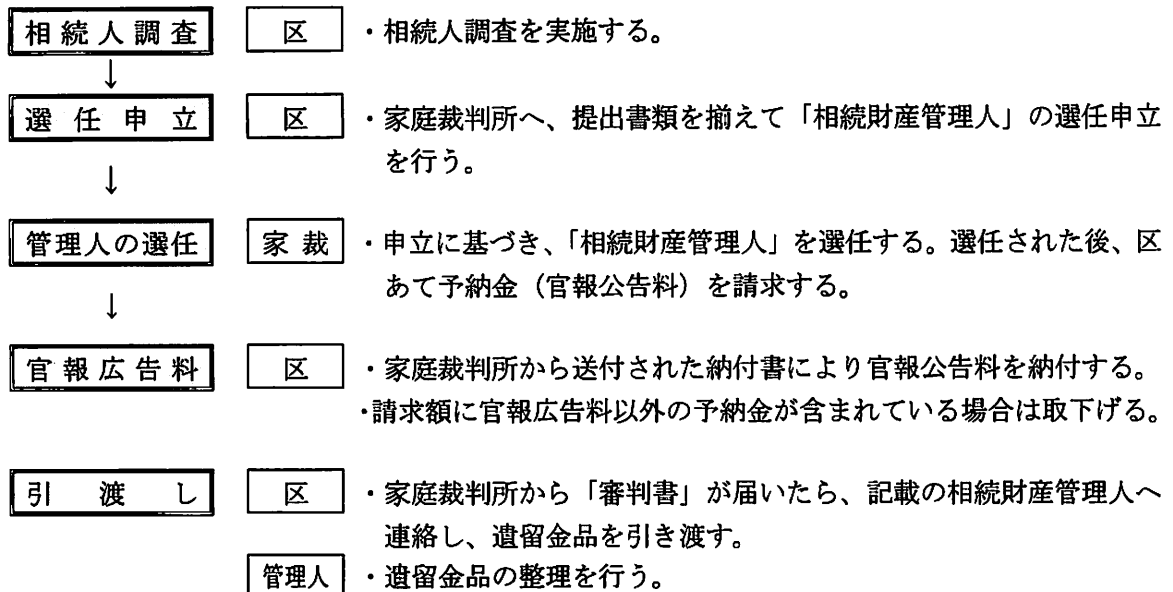 相続人調査 区 ・相続人調査を実施する。
↓
選任申立 区 ・家庭裁判所へ、提出書類を揃えて「相続財産管理人」の選任申立
を行う。
↓
管理人の選任 家裁 ・申立に基づき、「相続財産管理人」を選任する。選任された後、区
あて予納金（官報公告料）を請求する。
↓
官報広告料 区 ・家庭裁判所から送付された納付書により官報公告料を納付する。
・請求額に官報広告料以外の予納金が含まれている場合は取下げる。
引渡し 区 ・家庭裁判所から「審判書」が届いたら、記載の相続財産管理人へ
連絡し、遺留金品を引き渡す。
管理人 ・遺留金品の整理を行う。